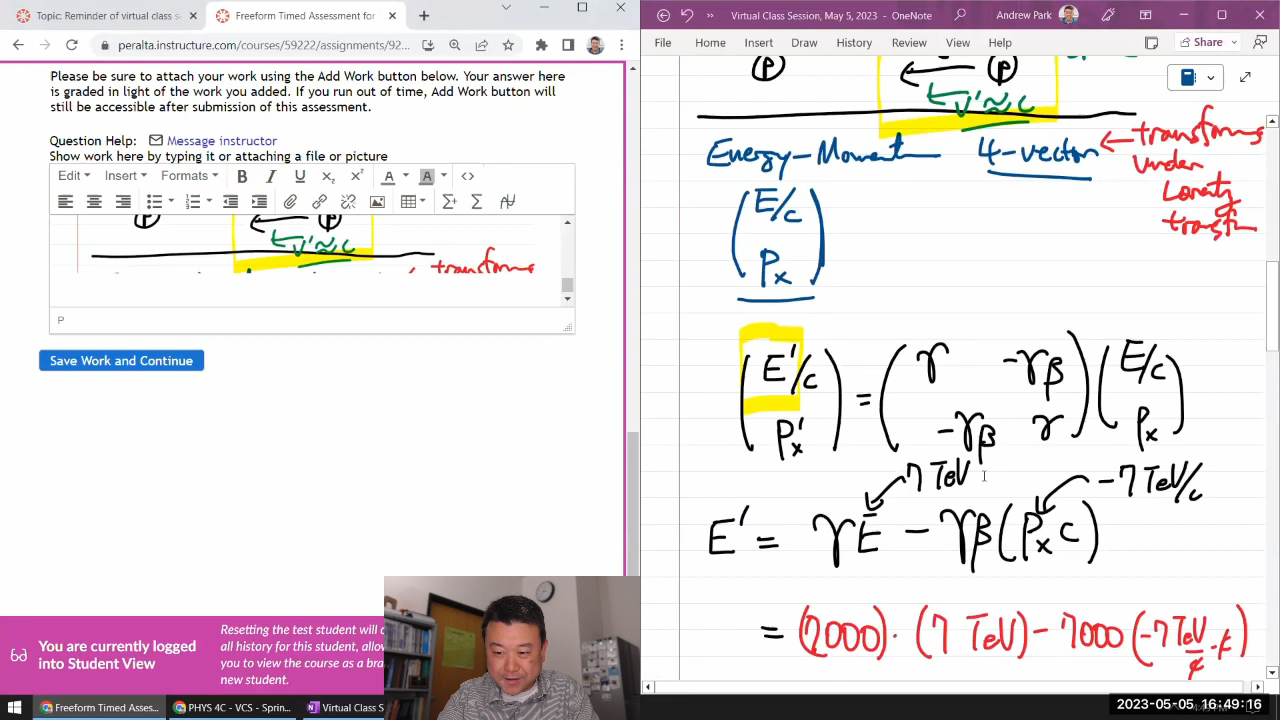 Topic: Reminder of virtual class s
Freeform Timed Assessment for
peralta.instructure.com/courses/59222/assignments/92...
Please be sure to attach your work using the Add Work button below. Your answer here
is graded in light of the work you added. If you run out of time, Add Work button will
still be accessible after submission of this assessment.
Question Help: Message instructor
Show work here by typing it or attaching a file or picture
Edit Insert Formats B I U X₂ X² A A <>
P
V'≈c
transforms
P
Save Work and Continue
You are currently logged
into Student View
Resetting the test student will
all history for this student, allow
you to view the course as a bra
new student.
Freeform Timed Asses...
PHYS 4C - VCS - Sprin...
Virtual Class S
Virtual Class Session, May 5, 2023 - OneNote
Andrew Park
File Home Insert Draw History Review View Help
Share
P P
V'≈c
Energy-Moment 4-vector
transforms
under
Lorentz
transfm
(E/c
Px)
(E'/c
Px') = (γ -γβ
-γβ γ) (E/c
Px)
7 TeV -7 TeV/c
E' = γE - γβ(Pxc)
= (7000)·(7 TeV) - 7000(-7 TeV/c·c)
2023-05-05 16:49:16